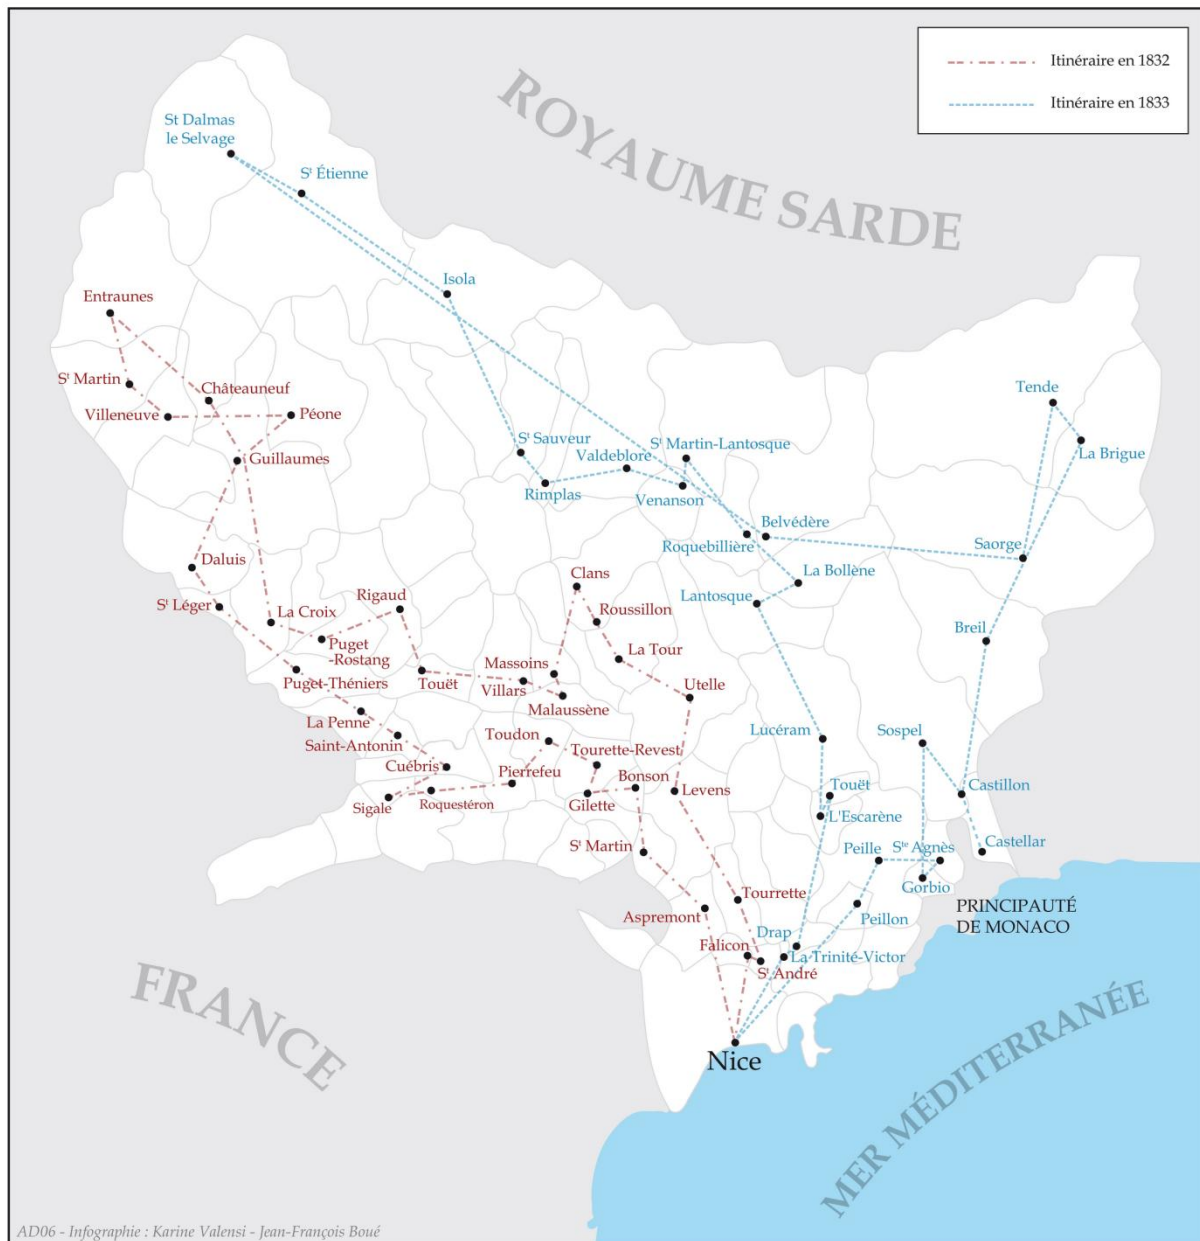 Itinéraire en 1832
Itinéraire en 1833
ROYAUME SARDE
St Dalmas
le Selvage
Sᵗ Étienne
Isola
Entraunes
Sᵗ Martin
Châteauneuf
Villeneuve
Péone
Guillaumes
Tende
La Brigue
Sᵗ Sauveur
Sᵗ Martin-Lantosque
Valdeblore
Rimplas
Venanson
Belvédère
Roquebillière
Saorge
Daluis
Clans
La Bollène
Sᵗ Léger
Rigaud
Lantosque
La Croix
Roussillon
Breil
Puget
-Rostang
La Tour
Massoins
Puget-Théniers
Touët
Villars
Utelle
Malaussène
La Penne
Saint-Antonin
Toudon
Lucéram
Sospel
Tourette-Revest
Cuébris
Pierrefeu
Bonson
Sigale
Roquestéron
Gilette
Levens
Touët
Castillon
L'Escarène
Sᵗ Martin
Peille
Sᵗᵉ Agnès
Castellar
Gorbio
Tourrette
Aspremont
Peillon
PRINCIPAUTÉ
DE MONACO
Drap
Falicon
La Trinité-Victor
Sᵗ André
FRANCE
Nice
MER MÉDITERRANÉE
AD06 - Infographie : Karine Valensi - Jean-François Boué